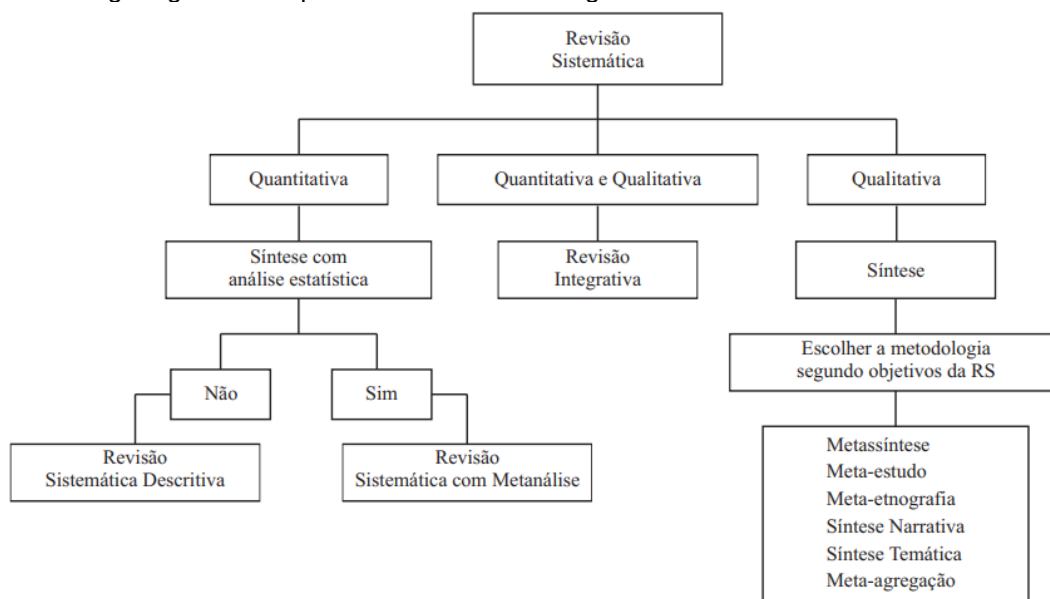 Revisão
Sistemática
Quantitativa
Quantitativa e Qualitativa
Qualitativa
Síntese com
análise estatística
Revisão
Integrativa
Síntese
Escolher a metodologia
segundo objetivos da RS
Não
Sim
Revisão
Sistemática Descritiva
Revisão
Sistemática com Metanálise
Metassíntese
Meta-estudo
Meta-etnografia
Síntese Narrativa
Síntese Temática
Meta-agregação